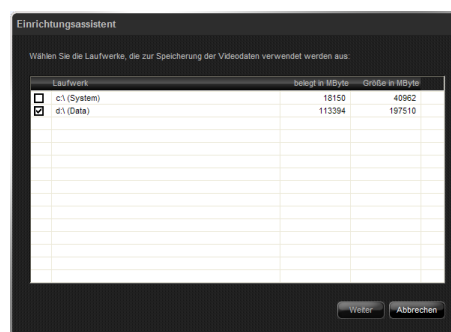 Einrichtungsassistent
Wählen Sie die Laufwerke, die zur Speicherung der Videodaten verwendet werden aus:
Laufwerk belegt in MByte Größe in MByte
c:\ (System) 18150 40962
d:\ (Data) 113394 197510
Weiter Abbrechen